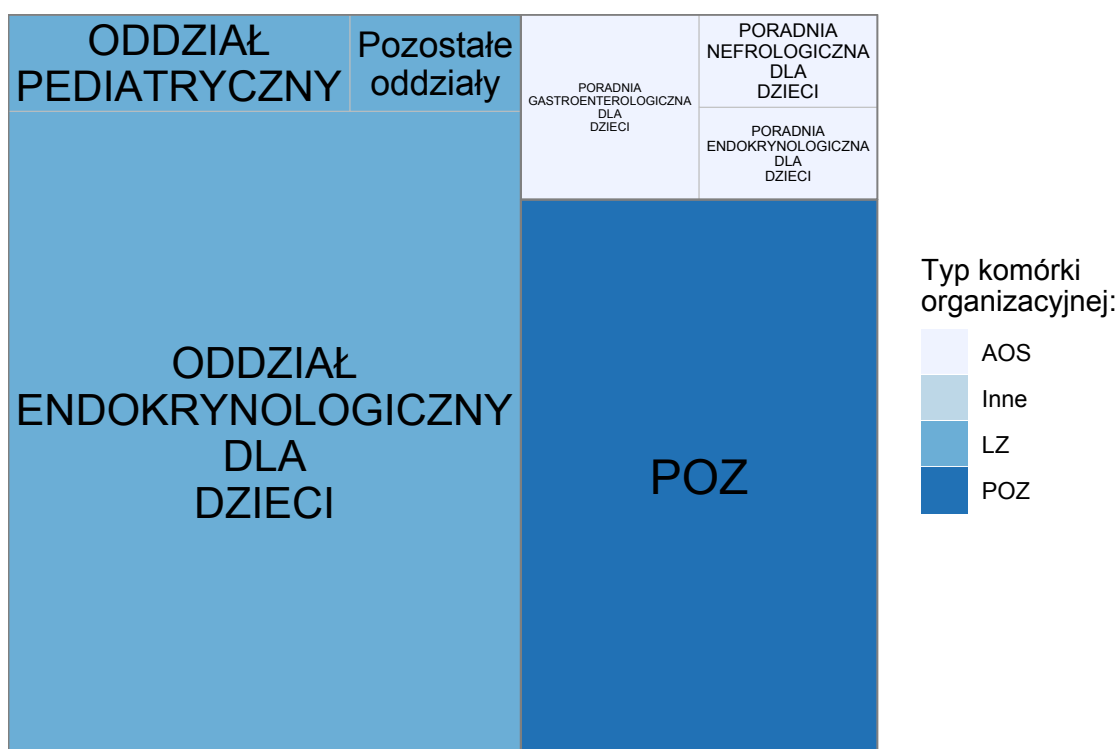 ODDZIAŁ
PEDIATRYCZNY
Pozostałe
oddziały
PORADNIA
GASTROENTEROLOGICZNA
DLA
DZIECI
PORADNIA
NEFROLOGICZNA
DLA
DZIECI
PORADNIA
ENDOKRYNOLOGICZNA
DLA
DZIECI
ODDZIAŁ
ENDOKRYNOLOGICZNY
DLA
DZIECI
POZ
Typ komórki
organizacyjnej:
AOS
Inne
LZ
POZ